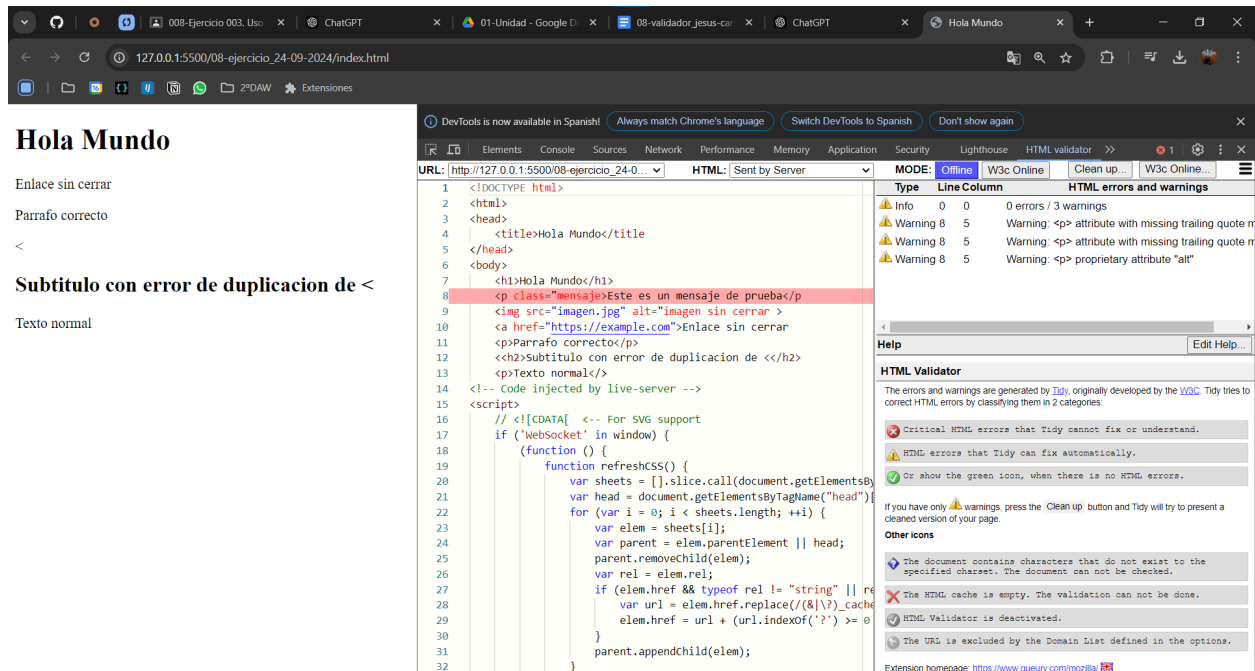 008-Ejercicio 003. Uso
ChatGPT
01-Unidad - Google Dr
08-validador_jesus-can
ChatGPT
Hola Mundo
127.0.0.1:5500/08-ejercicio_24-09-2024/index.html
2ºDAW
Extensiones
Hola Mundo
Enlace sin cerrar
Parrafo correcto
<
Subtitulo con error de duplicacion de <
Texto normal
DevTools is now available in Spanish! Always match Chrome's language Switch DevTools to Spanish Don't show again
Elements Console Sources Network Performance Memory Application Security Lighthouse HTML validator >> 1
URL: http://127.0.0.1:5500/08-ejercicio_24-0... HTML: Sent by Server MODE: Offline W3c Online Clean up... W3c Online...
1 <!DOCTYPE html>
2 <html>
3 <head>
4 <title>Hola Mundo</title
5 </head>
6 <body>
7 <h1>Hola Mundo</h1>
8 <p class="mensaje>Este es un mensaje de prueba</p
9 <img src="imagen.jpg" alt="imagen sin cerrar >
10 <a href="https://example.com">Enlace sin cerrar
11 <p>Parrafo correcto</p>
12 <<h2>Subtitulo con error de duplicacion de <</h2>
13 <p>Texto normal</>
14 <!-- Code injected by live-server -->
15 <script>
16 // <![CDATA[ <-- For SVG support
17 if ('WebSocket' in window) {
18 (function () {
19 function refreshCSS() {
20 var sheets = [].slice.call(document.getElementsBy
21 var head = document.getElementsByTagName("head")[
22 for (var i = 0; i < sheets.length; ++i) {
23 var elem = sheets[i];
24 var parent = elem.parentElement || head;
25 parent.removeChild(elem);
26 var rel = elem.rel;
27 if (elem.href && typeof rel != "string" || re
28 var url = elem.href.replace(/(&|\?)_cache
29 elem.href = url + (url.indexOf('?') >= 0
30 }
31 parent.appendChild(elem);
32 }
Type Line Column HTML errors and warnings
Info 0 0 0 errors / 3 warnings
Warning 8 5 Warning: <p> attribute with missing trailing quote m
Warning 8 5 Warning: <p> attribute with missing trailing quote m
Warning 8 5 Warning: <p> proprietary attribute "alt"
Help Edit Help...
HTML Validator
The errors and warnings are generated by Tidy, originally developed by the W3C. Tidy tries to
correct HTML errors by classifying them in 2 categories:
Critical HTML errors that Tidy cannot fix or understand.
HTML errors that Tidy can fix automatically.
Or show the green icon, when there is no HTML errors.
If you have only warnings, press the Clean up button and Tidy will try to present a
cleaned version of your page.
Other icons
The document contains characters that do not exist to the
specified charset. The document can not be checked.
The HTML cache is empty. The validation can not be done.
HTML Validator is deactivated.
The URL is excluded by the Domain List defined in the options.
Extension homepage: https://www.gueury.com/mozilla/